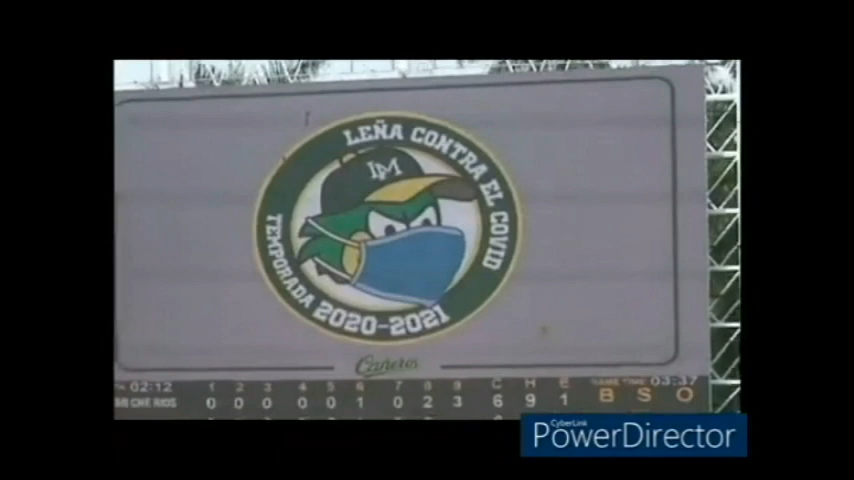 LEÑA CONTRA EL COVID
LM
TEMPORADA 2020-2021
Cañeros
02:12 1 2 3 4 5 6 7 8 9 C H E GAME TIME 03:37
CHE RIOS 0 0 0 0 0 1 0 2 3 6 9 1 B S O
CyberLink
PowerDirector